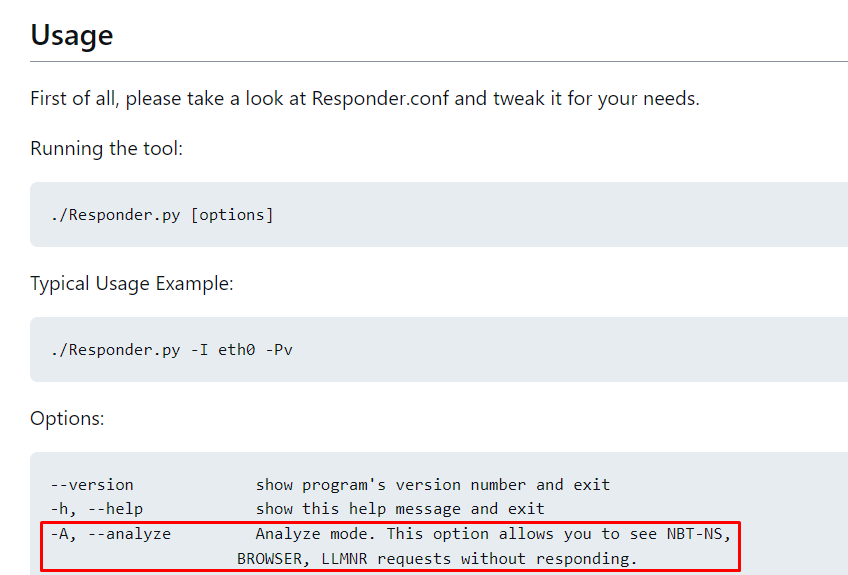 Usage
First of all, please take a look at Responder.conf and tweak it for your needs.
Running the tool:
./Responder.py [options]
Typical Usage Example:
./Responder.py -I eth0 -Pv
Options:
--version show program's version number and exit
-h, --help show this help message and exit
-A, --analyze Analyze mode. This option allows you to see NBT-NS,
BROWSER, LLMNR requests without responding.